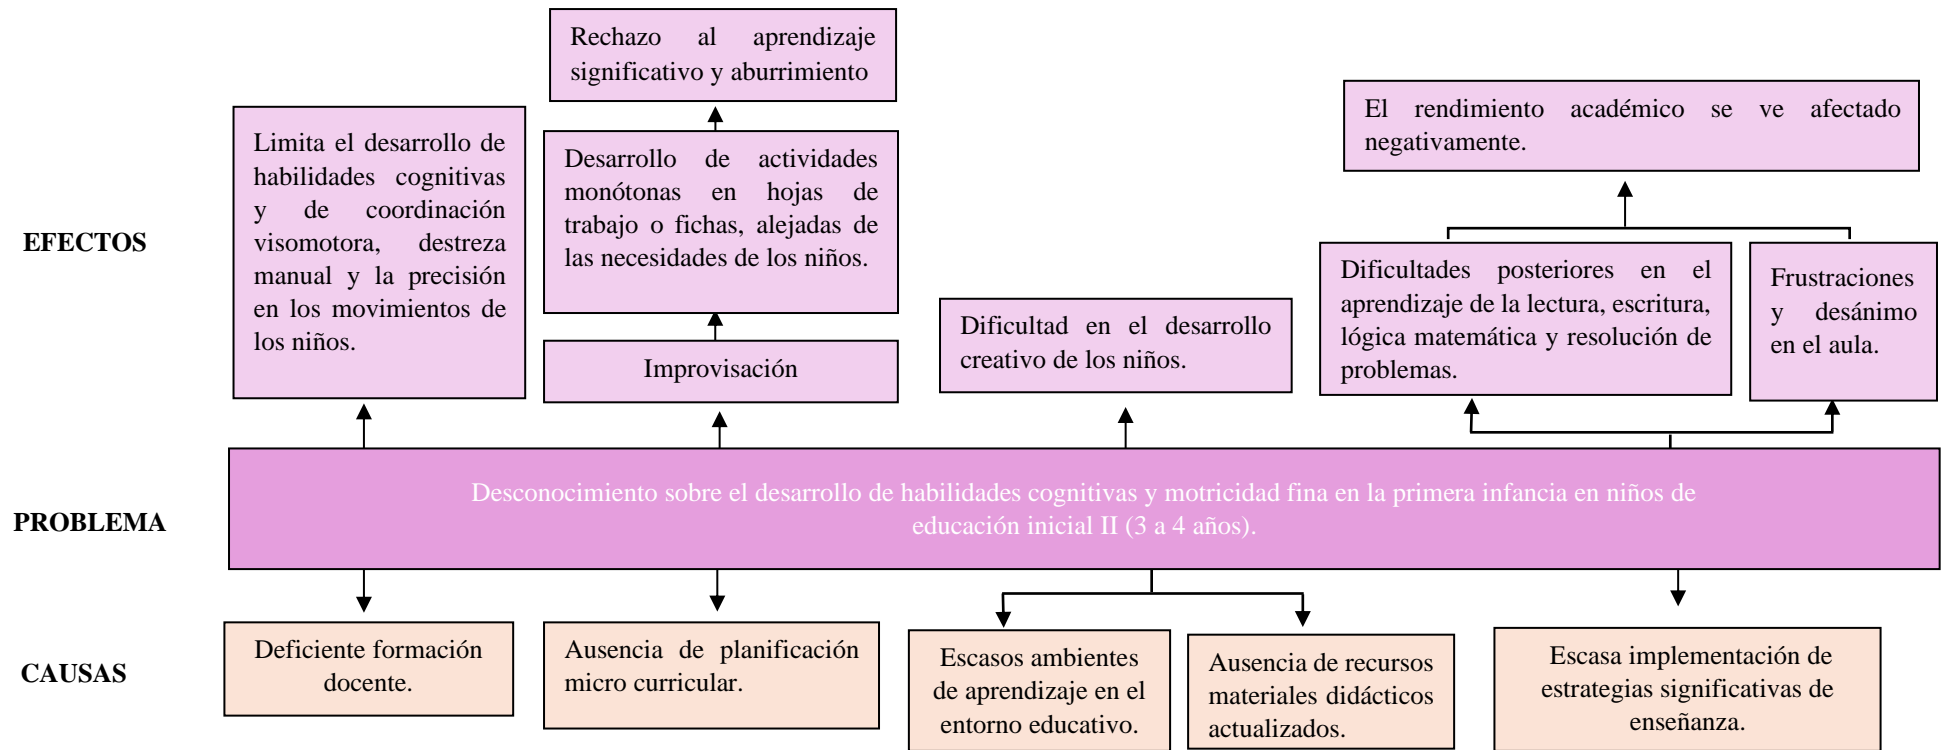 Rechazo al aprendizaje
significativo y aburrimiento
El rendimiento académico se ve afectado
negativamente.
EFECTOS
Limita el desarrollo de
habilidades cognitivas
y de coordinación
visomotora, destreza
manual y la precisión
en los movimientos de
los niños.
Desarrollo de actividades
monótonas en hojas de
trabajo o fichas, alejadas de
las necesidades de los niños.
Improvisación
Dificultad en el desarrollo
creativo de los niños.
Dificultades posteriores en el
aprendizaje de la lectura, escritura,
lógica matemática y resolución de
problemas.
Frustraciones
y desánimo
en el aula.
PROBLEMA
Desconocimiento sobre el desarrollo de habilidades cognitivas y motricidad fina en la primera infancia en niños de
educación inicial II (3 a 4 años).
CAUSAS
Deficiente formación
docente.
Ausencia de planificación
micro curricular.
Escasos ambientes
de aprendizaje en el
entorno educativo.
Ausencia de recursos
materiales didácticos
actualizados.
Escasa implementación de
estrategias significativas de
enseñanza.